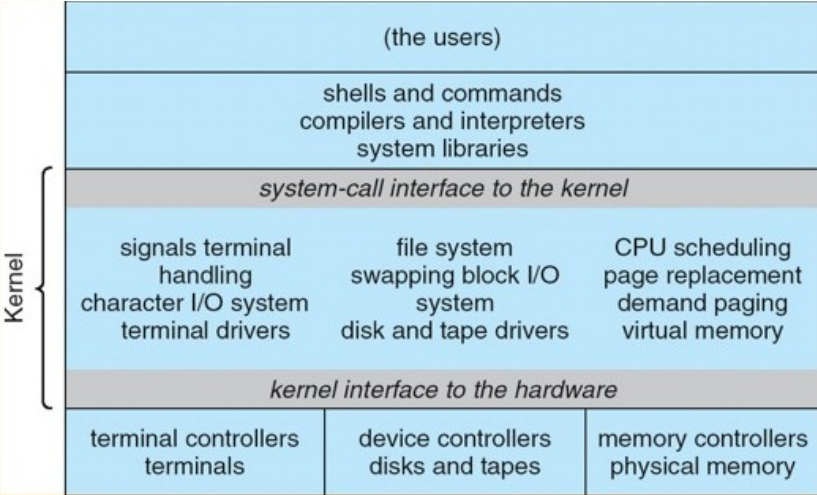 (the users)
shells and commands
compilers and interpreters
system libraries
Kernel
system-call interface to the kernel
signals terminal
handling
character I/O system
terminal drivers
file system
swapping block I/O
system
disk and tape drivers
CPU scheduling
page replacement
demand paging
virtual memory
kernel interface to the hardware
terminal controllers
terminals
device controllers
disks and tapes
memory controllers
physical memory